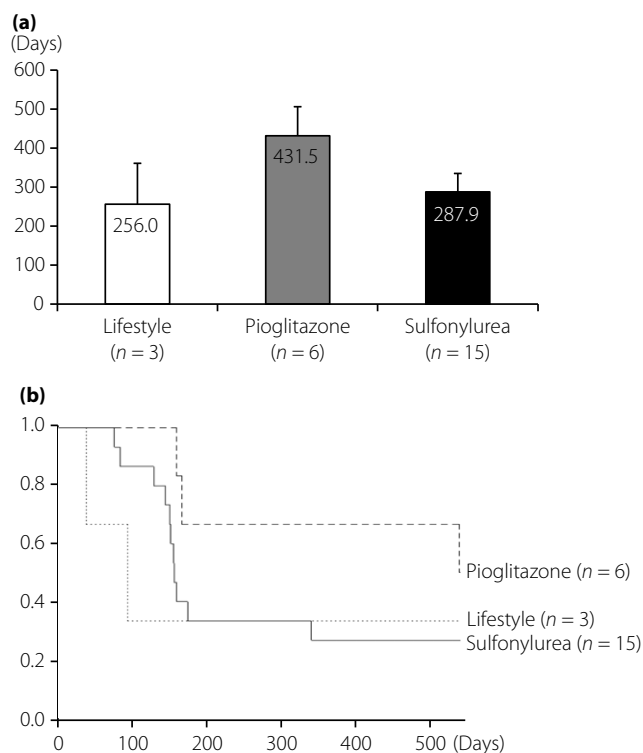 (a)
(Days)
600
500
400
300
200
100
0
256.0
431.5
287.9
Lifestyle
(n = 3)
Pioglitazone
(n = 6)
Sulfonylurea
(n = 15)
(b)
1.0
0.8
0.6
0.4
0.2
0.0
Pioglitazone (n = 6)
Lifestyle (n = 3)
Sulfonylurea (n = 15)
0 100 200 300 400 500 (Days)